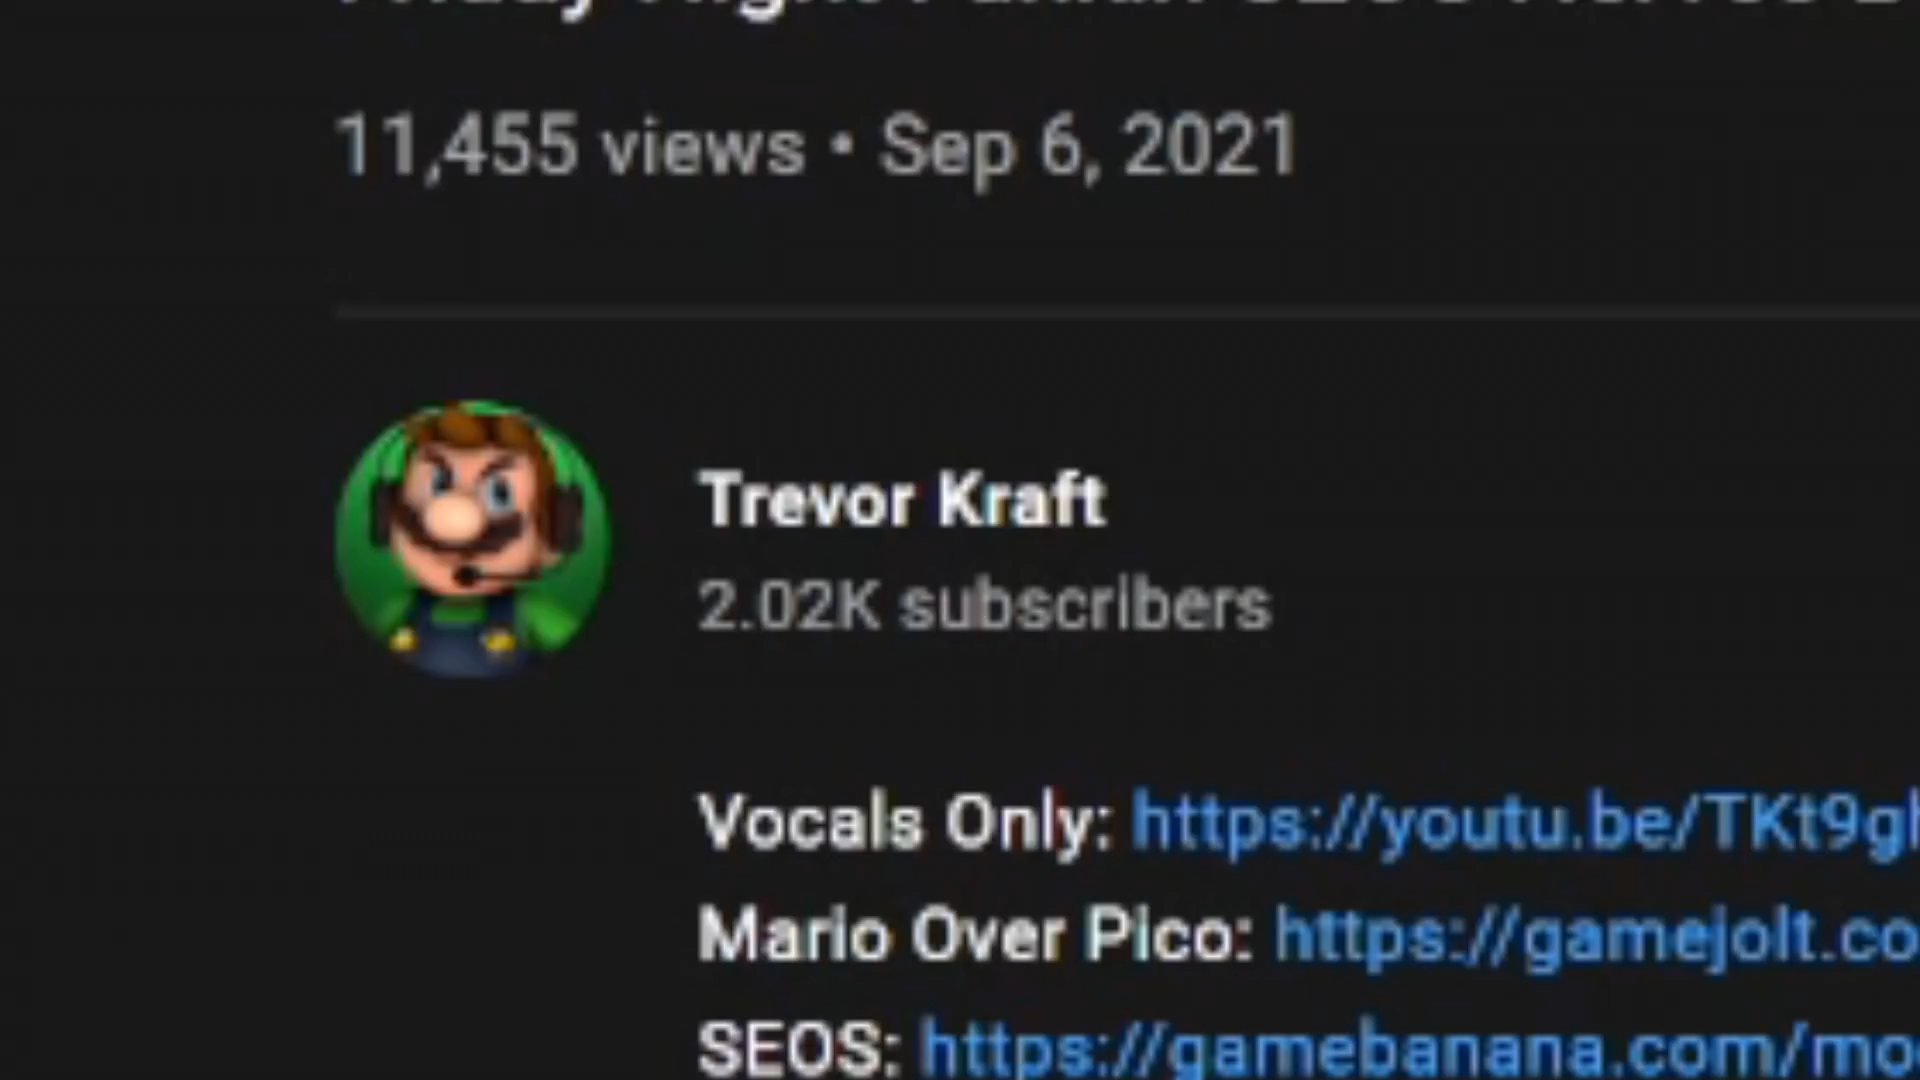 11,455 views • Sep 6, 2021
Trevor Kraft
2.02K subscribers
Vocals Only: https://youtu.be/TKt9g
Mario Over Pico: https://gamejolt.co
SEOS: https://gamebanana.com/mo